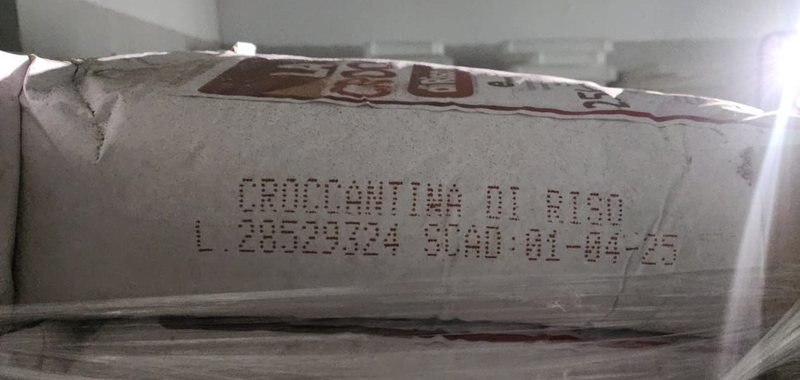 CROCCANTINA DI RISO
L.28529324 SCAD:01-04-25